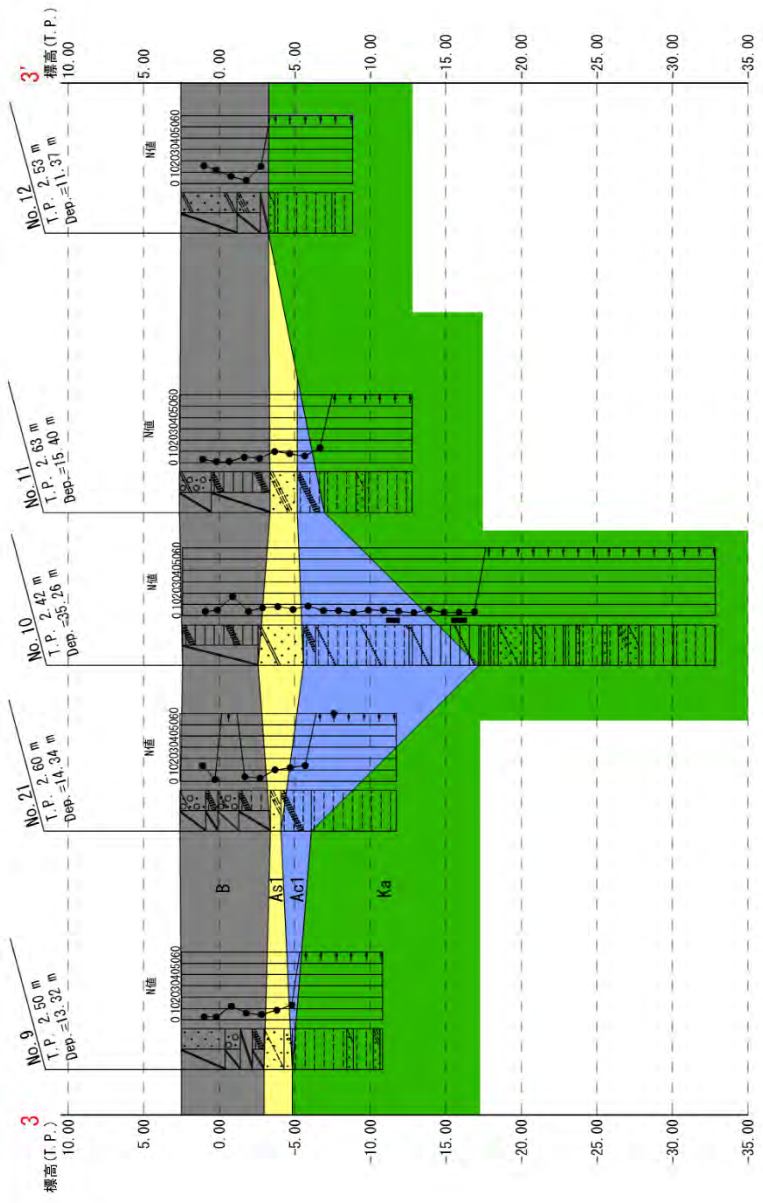 3
標高(T.P.)
10.00
5.00
0.00
-5.00
-10.00
-15.00
-20.00
-25.00
-30.00
-35.00
No. 9
T.P. 2.50 m
Dep.=13.32 m
N値
0 102030405060
No. 21
T.P. 2.60 m
Dep.=14.34 m
N値
0 102030405060
No. 10
T.P. 2.42 m
Dep.=35.26 m
N値
0 102030405060
No. 11
T.P. 2.63 m
Dep.=15.40 m
N値
0 102030405060
No. 12
T.P. 2.53 m
Dep.=11.37 m
N値
0 102030405060
B
As1
Ac1
Ka
3'
標高(T.P.)
10.00
5.00
0.00
-5.00
-10.00
-15.00
-20.00
-25.00
-30.00
-35.00